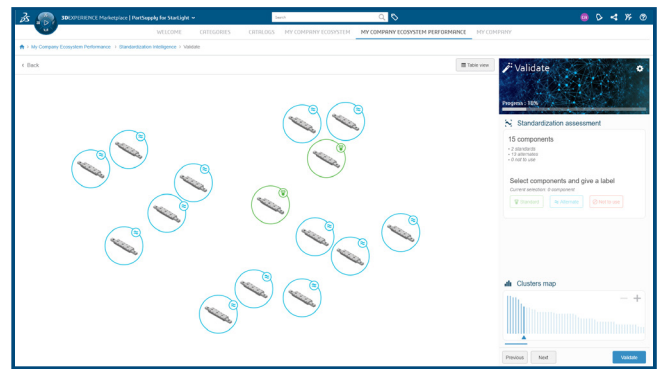 3DEXPERIENCE Marketplace | PartSupply for StarLight
Search
WELCOME CATEGORIES CATALOGS MY COMPANY ECOSYSTEM MY COMPANY ECOSYSTEM PERFORMANCE MY COMPANY
My Company Ecosystem Performance > Standardization Intelligence > Validate
‹ Back
Table view
Validate
Progress : 10%
Standardization assessment
15 components
- 2 standards
- 13 alternates
- 0 not to use
Select components and give a label
Current selection: 0 component
Standard Alternate Not to use
Clusters map
Previous Next Validate